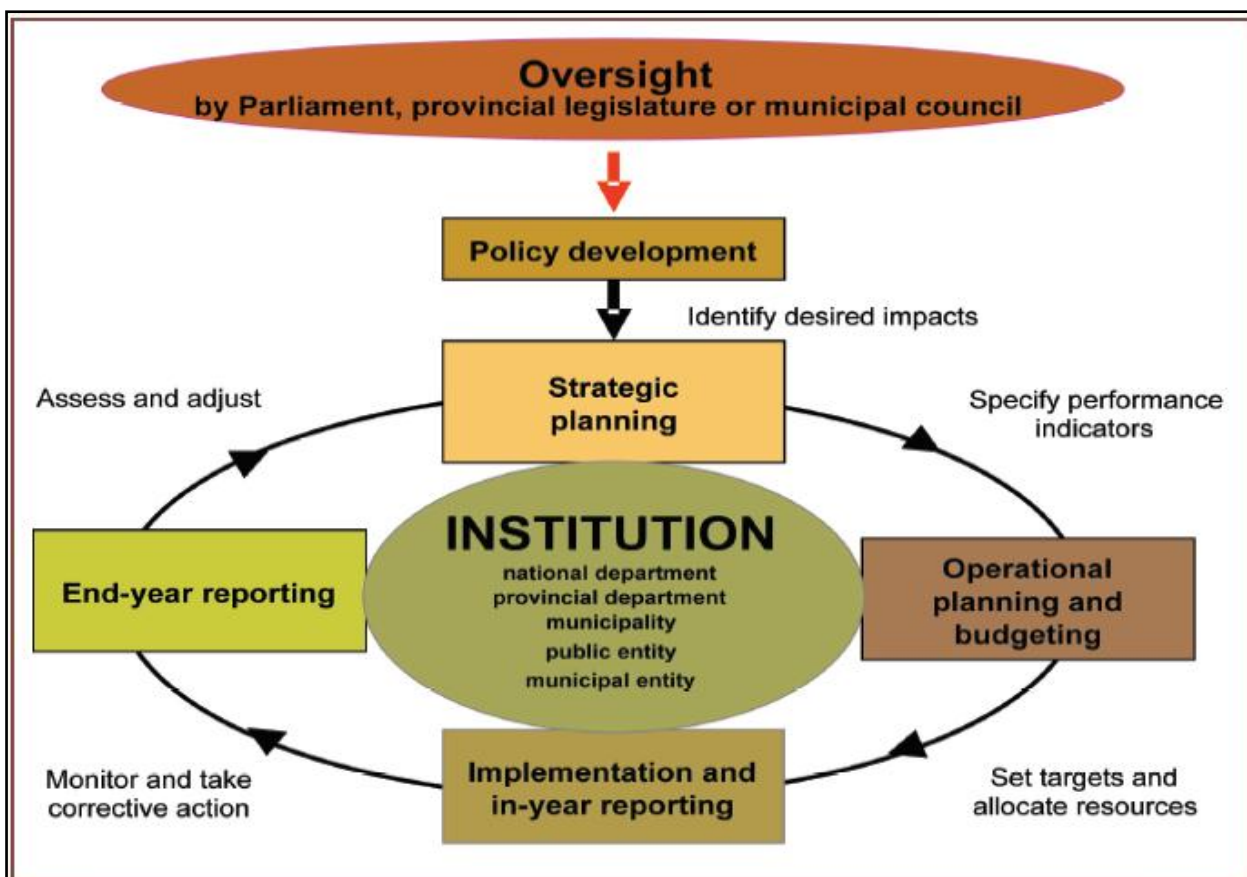 Oversight
by Parliament, provincial legislature or municipal council
Policy development
Identify desired impacts
Strategic
planning
Assess and adjust
Specify performance
indicators
INSTITUTION
national department
provincial department
municipality
public entity
municipal entity
End-year reporting
Operational
planning and
budgeting
Implementation and
in-year reporting
Monitor and take
corrective action
Set targets and
allocate resources